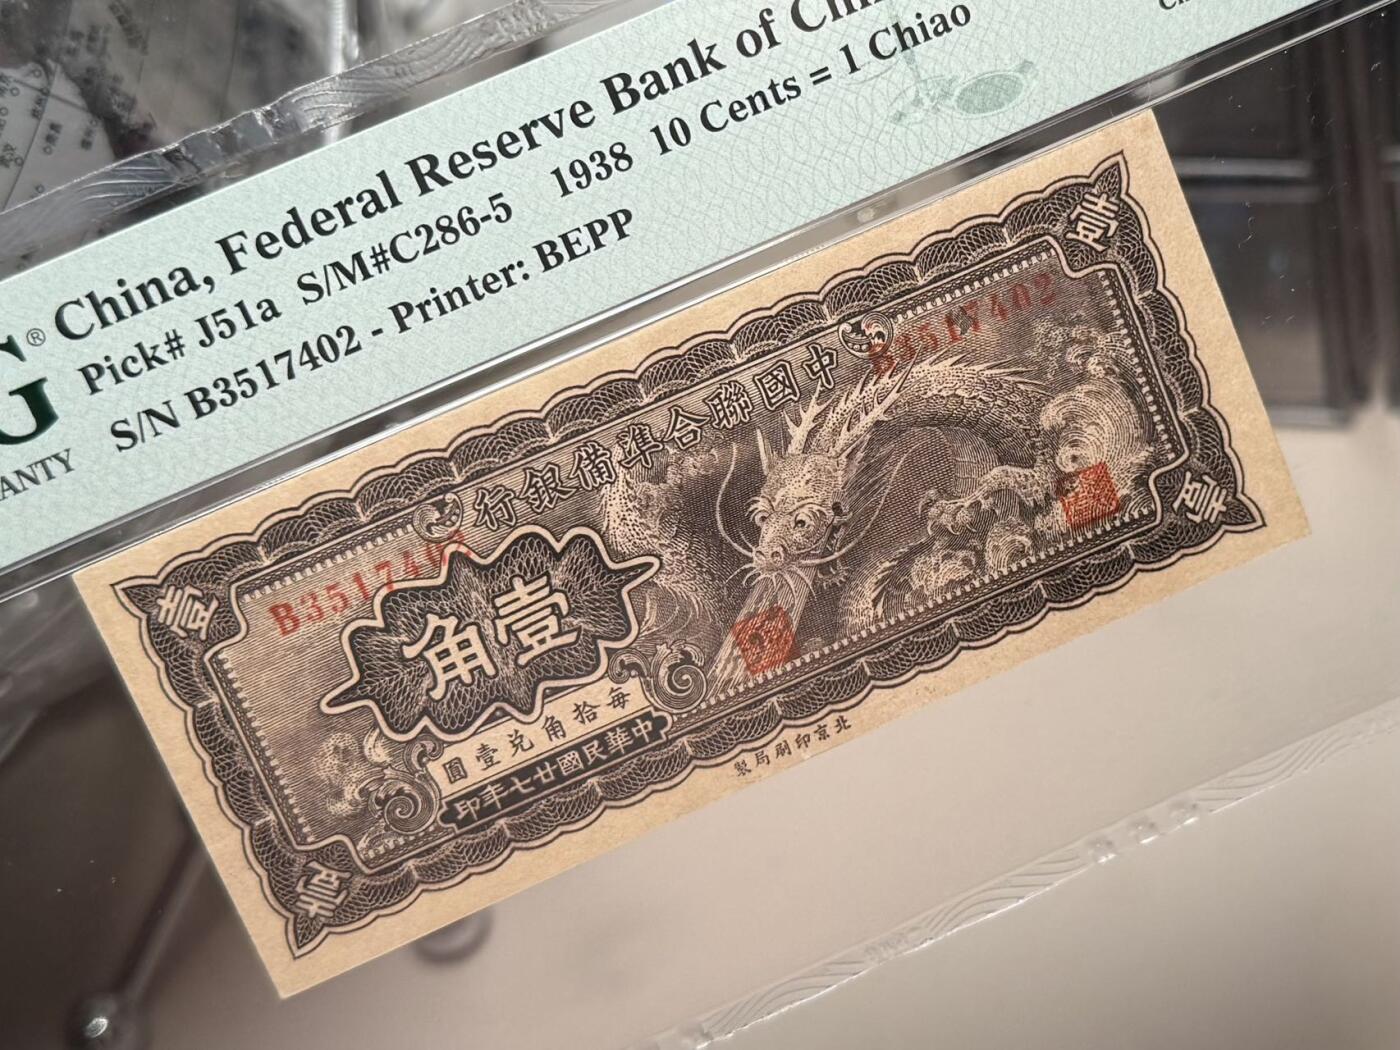 China, Federal Reserve Bank of Chi
Pick# J51a S/M#C286-5 1938 10 Cents = 1 Chiao
S/N B3517402 - Printer: BEPP
G®
ANTY
壹
壹
行銀備準合聯國中
B3517402
B3517402
角壹
圓壹兑角拾每
印年七廿國民華中
壹
壹
製局刷印京北